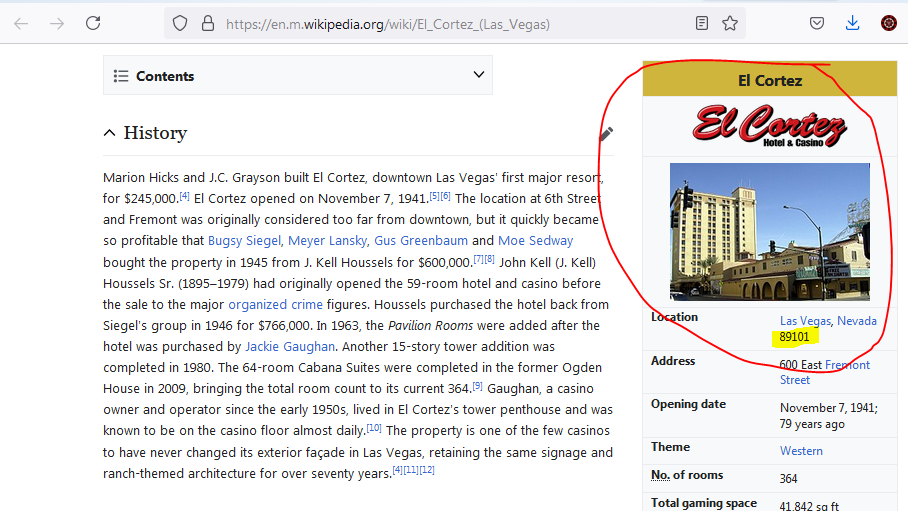 https://en.m.wikipedia.org/wiki/El_Cortez_(Las_Vegas)
Contents
History
Marion Hicks and J.C. Grayson built El Cortez, downtown Las Vegas' first major resort,
for $245,000.[4] El Cortez opened on November 7, 1941.[5][6] The location at 6th Street
and Fremont was originally considered too far from downtown, but it quickly became
so profitable that Bugsy Siegel, Meyer Lansky, Gus Greenbaum and Moe Sedway
bought the property in 1945 from J. Kell Houssels for $600,000.[7][8] John Kell (J. Kell)
Houssels Sr. (1895–1979) had originally opened the 59-room hotel and casino before
the sale to the major organized crime figures. Houssels purchased the hotel back from
Siegel's group in 1946 for $766,000. In 1963, the Pavilion Rooms were added after the
hotel was purchased by Jackie Gaughan. Another 15-story tower addition was
completed in 1980. The 64-room Cabana Suites were completed in the former Ogden
House in 2009, bringing the total room count to its current 364.[9] Gaughan, a casino
owner and operator since the early 1950s, lived in El Cortez's tower penthouse and was
known to be on the casino floor almost daily.[10] The property is one of the few casinos
to have never changed its exterior façade in Las Vegas, retaining the same signage and
ranch-themed architecture for over seventy years.[4][11][12]
El Cortez
El Cortez
Hotel & Casino
Location
Las Vegas, Nevada
89101
Address
600 East Fremont
Street
Opening date
November 7, 1941;
79 years ago
Theme
Western
No. of rooms
364
Total gaming space
41,842 sq ft